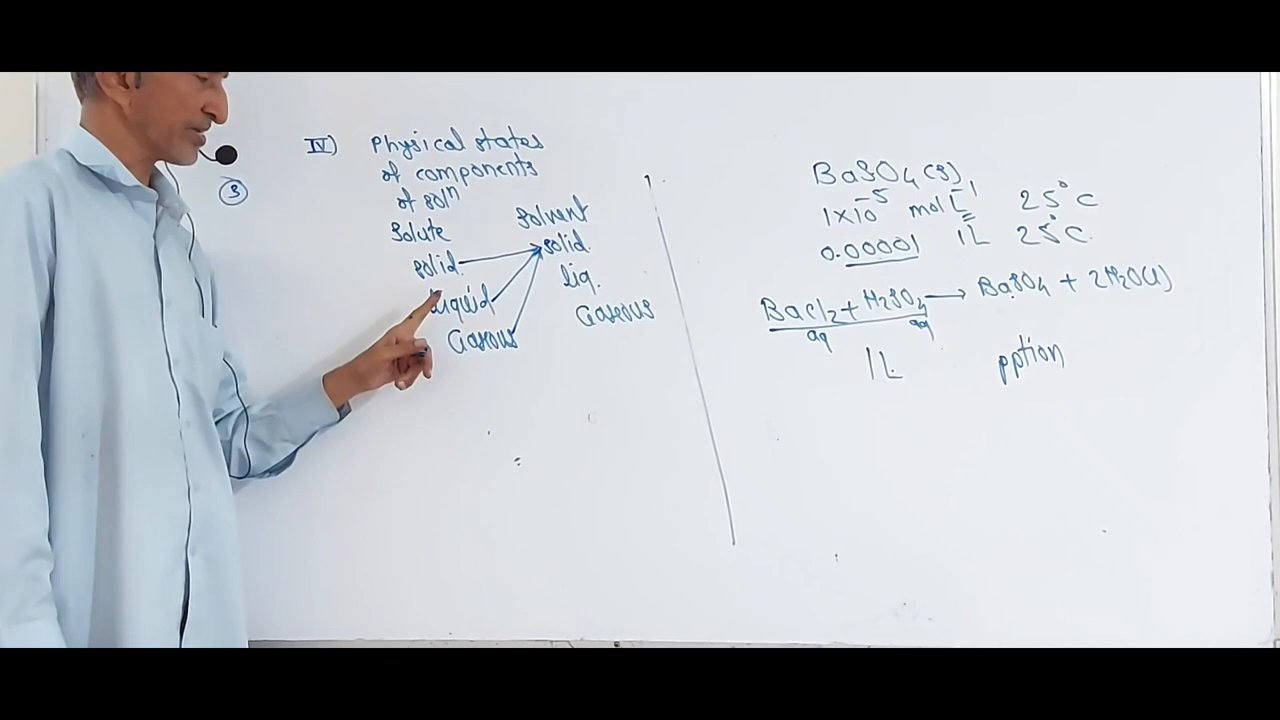 IV) Physical states
of components
of solⁿ
3
Solute Solvent
solid solid.
Liquid liq.
Gaseous Gaseous
BaSO4(s)
1×10⁻⁵ mol L⁻¹ 25°C
0.00001 1L 25°C.
BaCl2 + H2SO4 → BaSO4 + 2H2O(l)
aq aq
1L pption